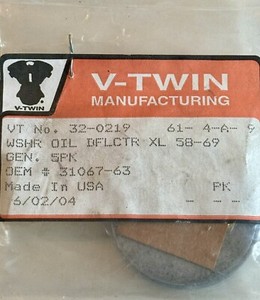 V-TWIN
V-TWIN
MANUFACTURING
VT No. 32-0219 61-4-A-9
WSHR OIL DFLCTR XL 58-69
GEN. 5PK
OEM # 31067-63
Made In USA PK
6/02/04 - - -